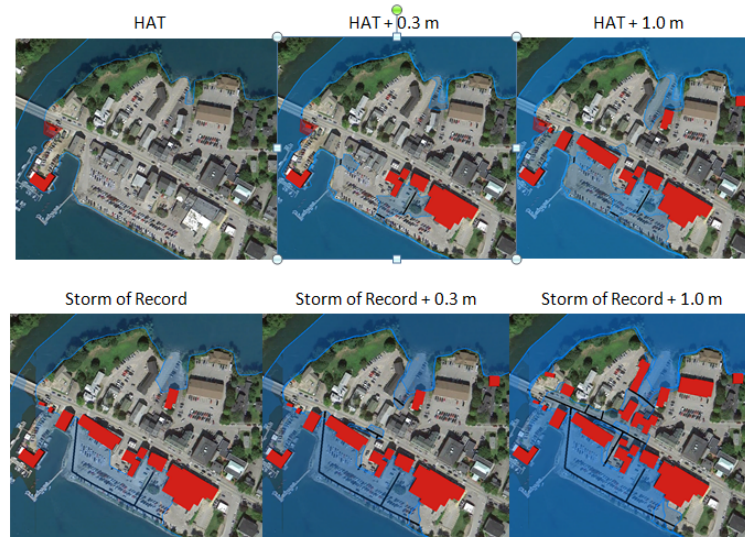 HAT
HAT + 0.3 m
HAT + 1.0 m
Storm of Record
Storm of Record + 0.3 m
Storm of Record + 1.0 m